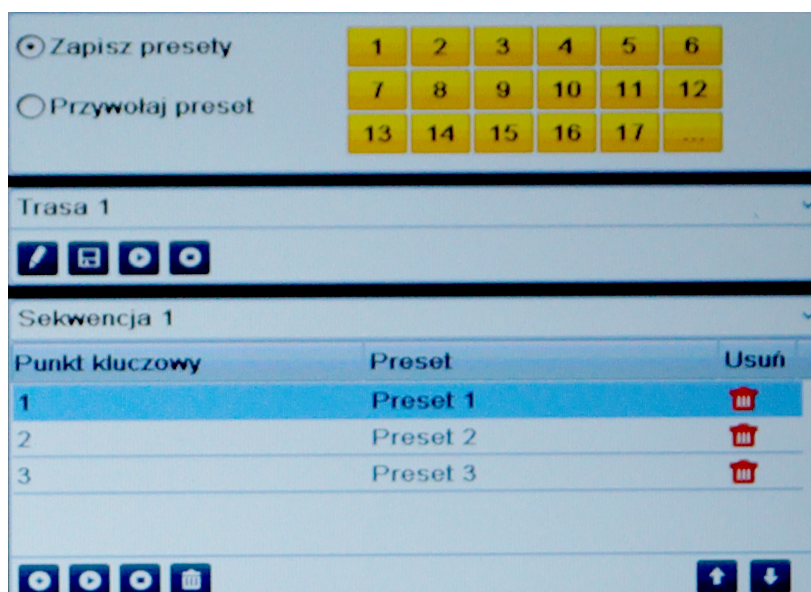 Zapisz presety
1 2 3 4 5 6
Przywołaj preset
7 8 9 10 11 12
13 14 15 16 17 ...
Trasa 1
Sekwencja 1
Punkt kluczowy Preset Usuń
1 Preset 1
2 Preset 2
3 Preset 3